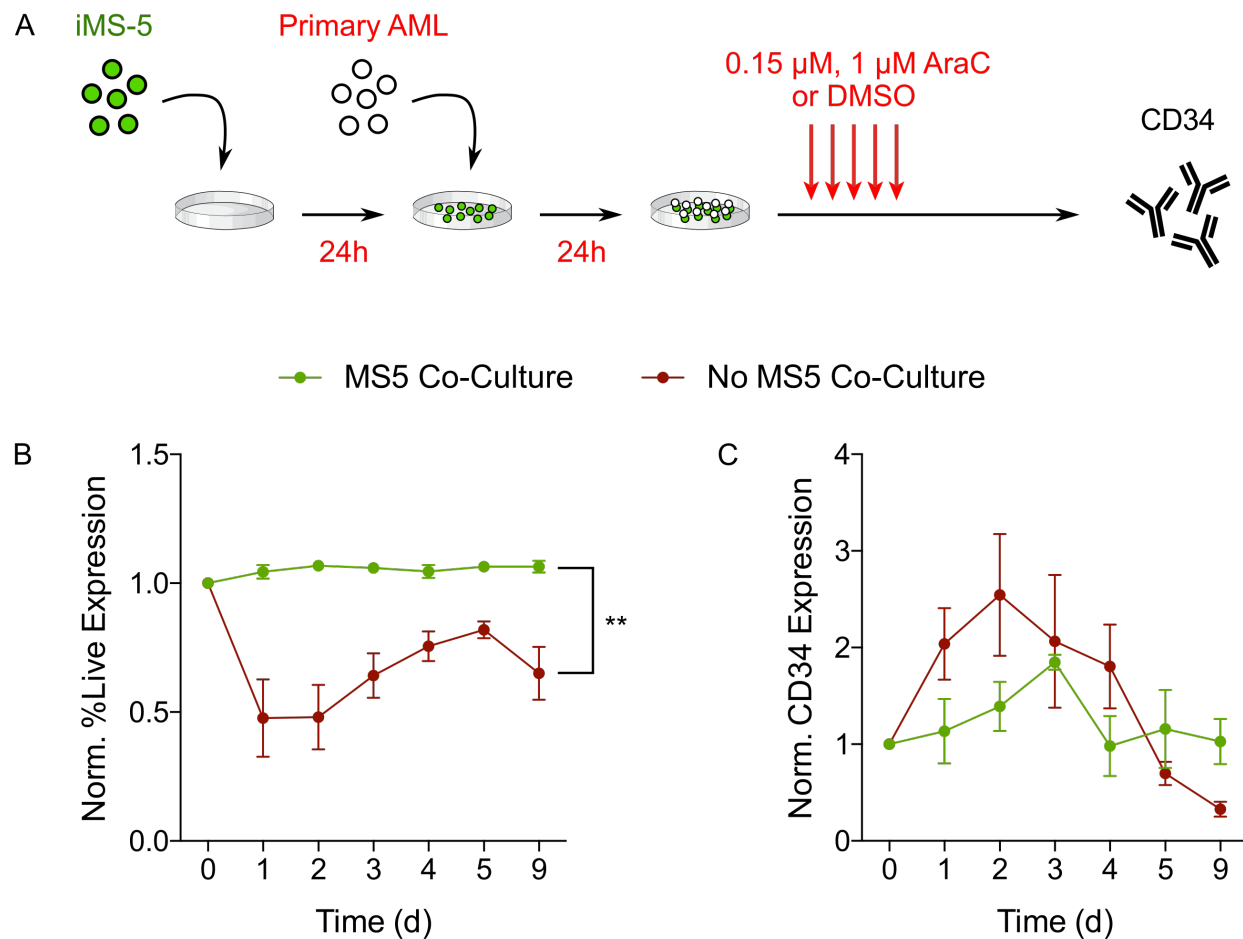 A
iMS-5
Primary AML
0.15 µM, 1 µM AraC
or DMSO
CD34
24h
24h
MS5 Co-Culture
No MS5 Co-Culture
B
Norm. %Live Expression
1.5
1.0
0.5
0.0
**
0 1 2 3 4 5 9
Time (d)
C
Norm. CD34 Expression
4
3
2
1
0
0 1 2 3 4 5 9
Time (d)